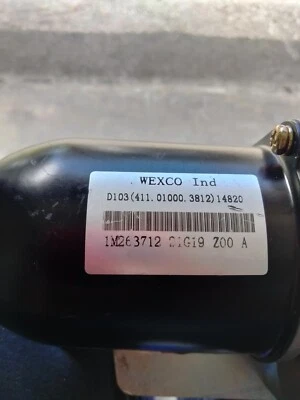 WEXCO Ind
D103(411.01000.3812)14820
1M263712 21G19 Z00 A